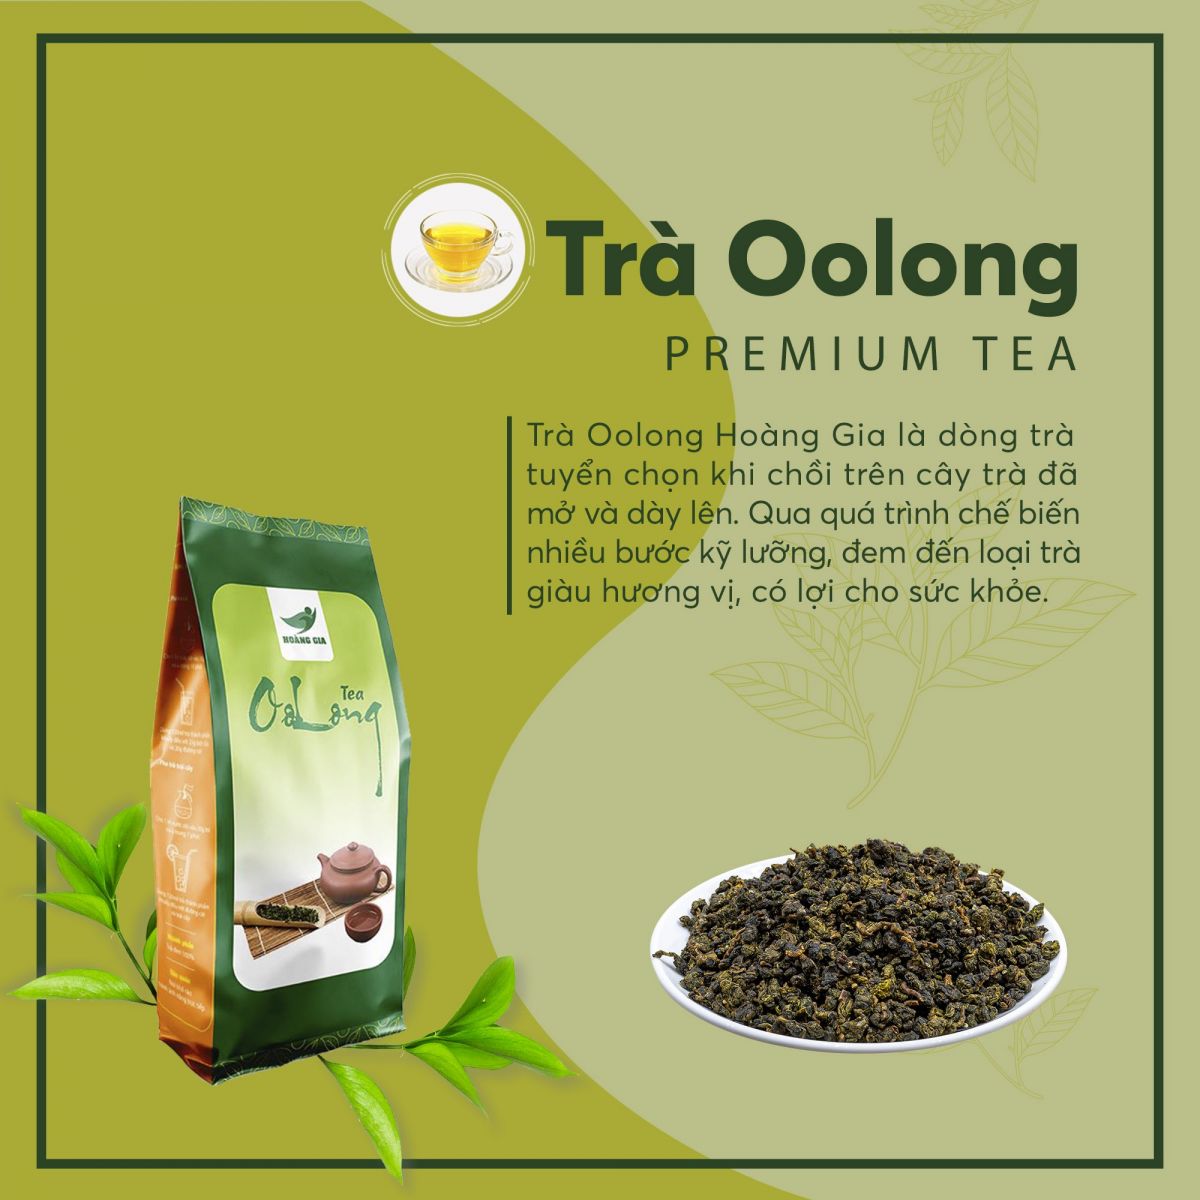 Trà Oolong
PREMIUM TEA
Trà Oolong Hoàng Gia là dòng trà
tuyển chọn khi chồi trên cây trà đã
mở và dày lên. Qua quá trình chế biến
nhiều bước kỹ lưỡng, đem đến loại trà
giàu hương vị, có lợi cho sức khỏe.
HOÀNG GIA
Tea
OoLong